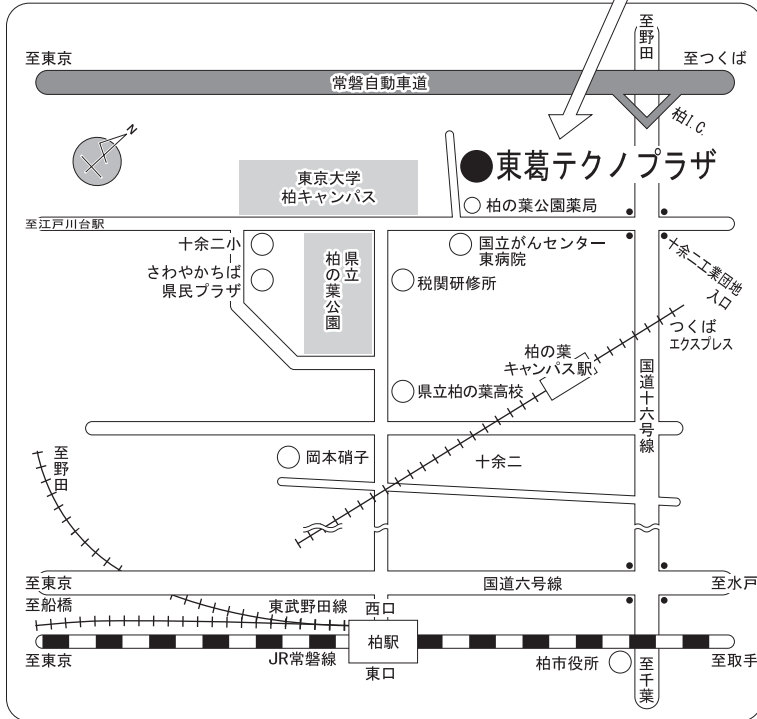 至野田
至東京
至つくば
常磐自動車道
柏I.C.
N
東葛テクノプラザ
東京大学
柏キャンパス
柏の葉公園薬局
至江戸川台駅
十余二小
国立がんセンター
東病院
さわやかちば
県民プラザ
県立
柏の葉公園
税関研修所
十余二工業団地
入口
つくば
エクスプレス
柏の葉
キャンパス駅
国道十六号線
県立柏の葉高校
至野田
岡本硝子
十余二
至東京
国道六号線
至水戸
至船橋
東武野田線
西口
柏駅
至東京
JR常磐線
東口
柏市役所
至千葉
至取手